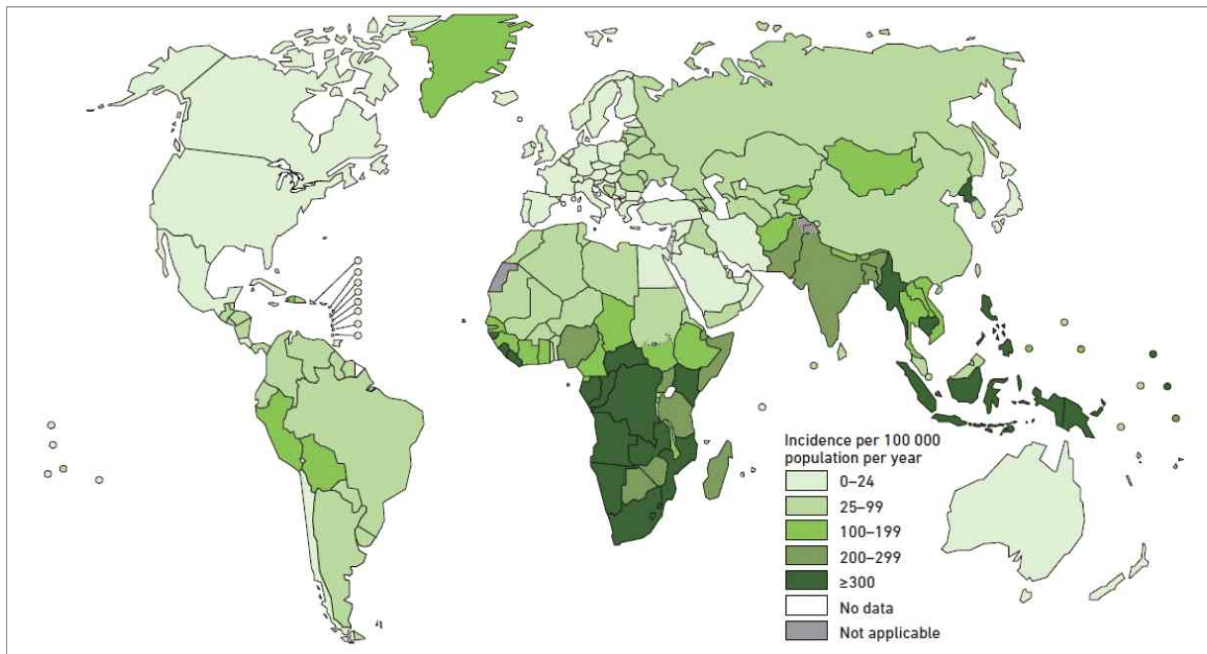 Incidence per 100 000
population per year
0–24
25–99
100–199
200–299
≥300
No data
Not applicable